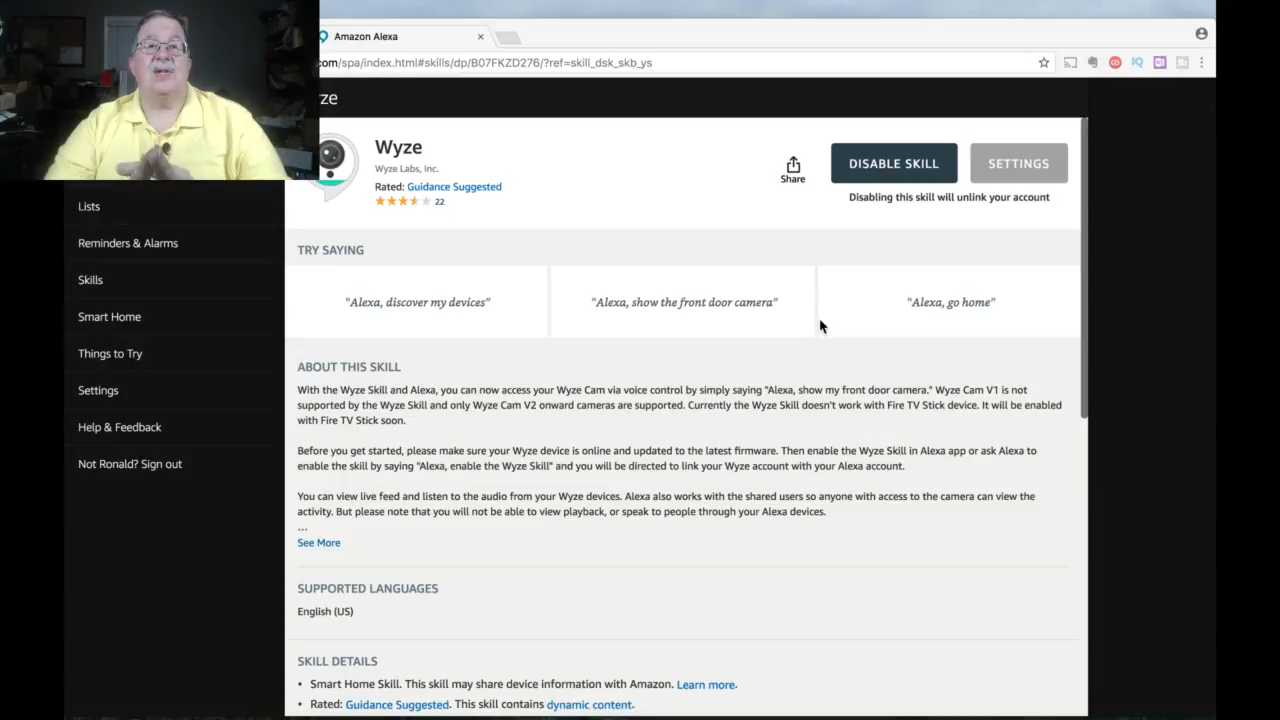 Amazon Alexa
com/spa/index.html#skills/dp/B07FKZD276/?ref=skill_dsk_skb_ys
ze
Wyze
Wyze Labs, Inc.
Rated: Guidance Suggested
22
Share
DISABLE SKILL
SETTINGS
Disabling this skill will unlink your account
Lists
Reminders & Alarms
Skills
Smart Home
Things to Try
Settings
Help & Feedback
Not Ronald? Sign out
TRY SAYING
"Alexa, discover my devices"
"Alexa, show the front door camera"
"Alexa, go home"
ABOUT THIS SKILL
With the Wyze Skill and Alexa, you can now access your Wyze Cam via voice control by simply saying "Alexa, show my front door camera." Wyze Cam V1 is not
supported by the Wyze Skill and only Wyze Cam V2 onward cameras are supported. Currently the Wyze Skill doesn't work with Fire TV Stick device. It will be enabled
with Fire TV Stick soon.
Before you get started, please make sure your Wyze device is online and updated to the latest firmware. Then enable the Wyze Skill in Alexa app or ask Alexa to
enable the skill by saying "Alexa, enable the Wyze Skill" and you will be directed to link your Wyze account with your Alexa account.
You can view live feed and listen to the audio from your Wyze devices. Alexa also works with the shared users so anyone with access to the camera can view the
activity. But please note that you will not be able to view playback, or speak to people through your Alexa devices.
...
See More
SUPPORTED LANGUAGES
English (US)
SKILL DETAILS
• Smart Home Skill. This skill may share device information with Amazon. Learn more.
• Rated: Guidance Suggested. This skill contains dynamic content.